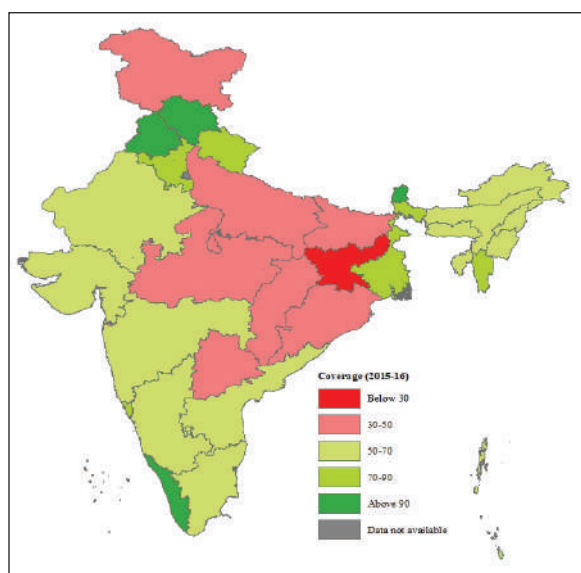 Coverage (2015-16)
Below 30
30-50
50-70
70-90
Above 90
Data not available